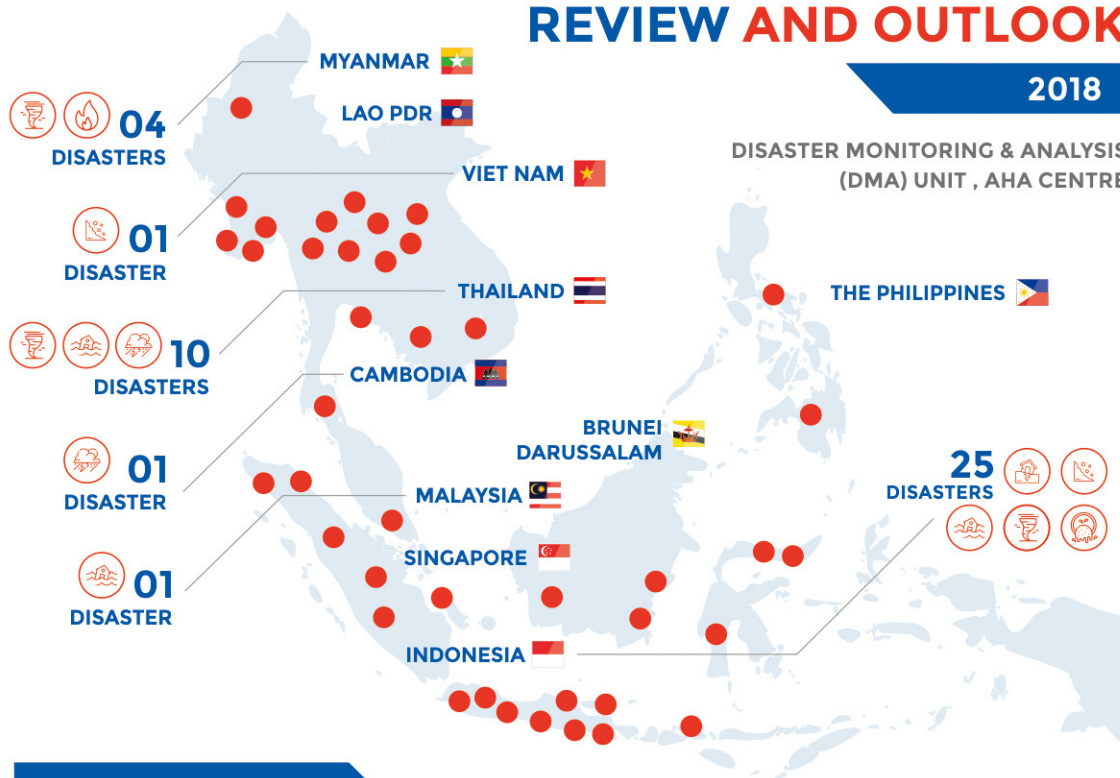 REVIEW AND OUTLOOK
2018
DISASTER MONITORING & ANALYSIS
(DMA) UNIT , AHA CENTRE
MYANMAR
LAO PDR
04
DISASTERS
VIET NAM
01
DISASTER
THAILAND
THE PHILIPPINES
10
DISASTERS
CAMBODIA
BRUNEI
DARUSSALAM
01
DISASTER
25
DISASTERS
MALAYSIA
SINGAPORE
01
DISASTER
INDONESIA